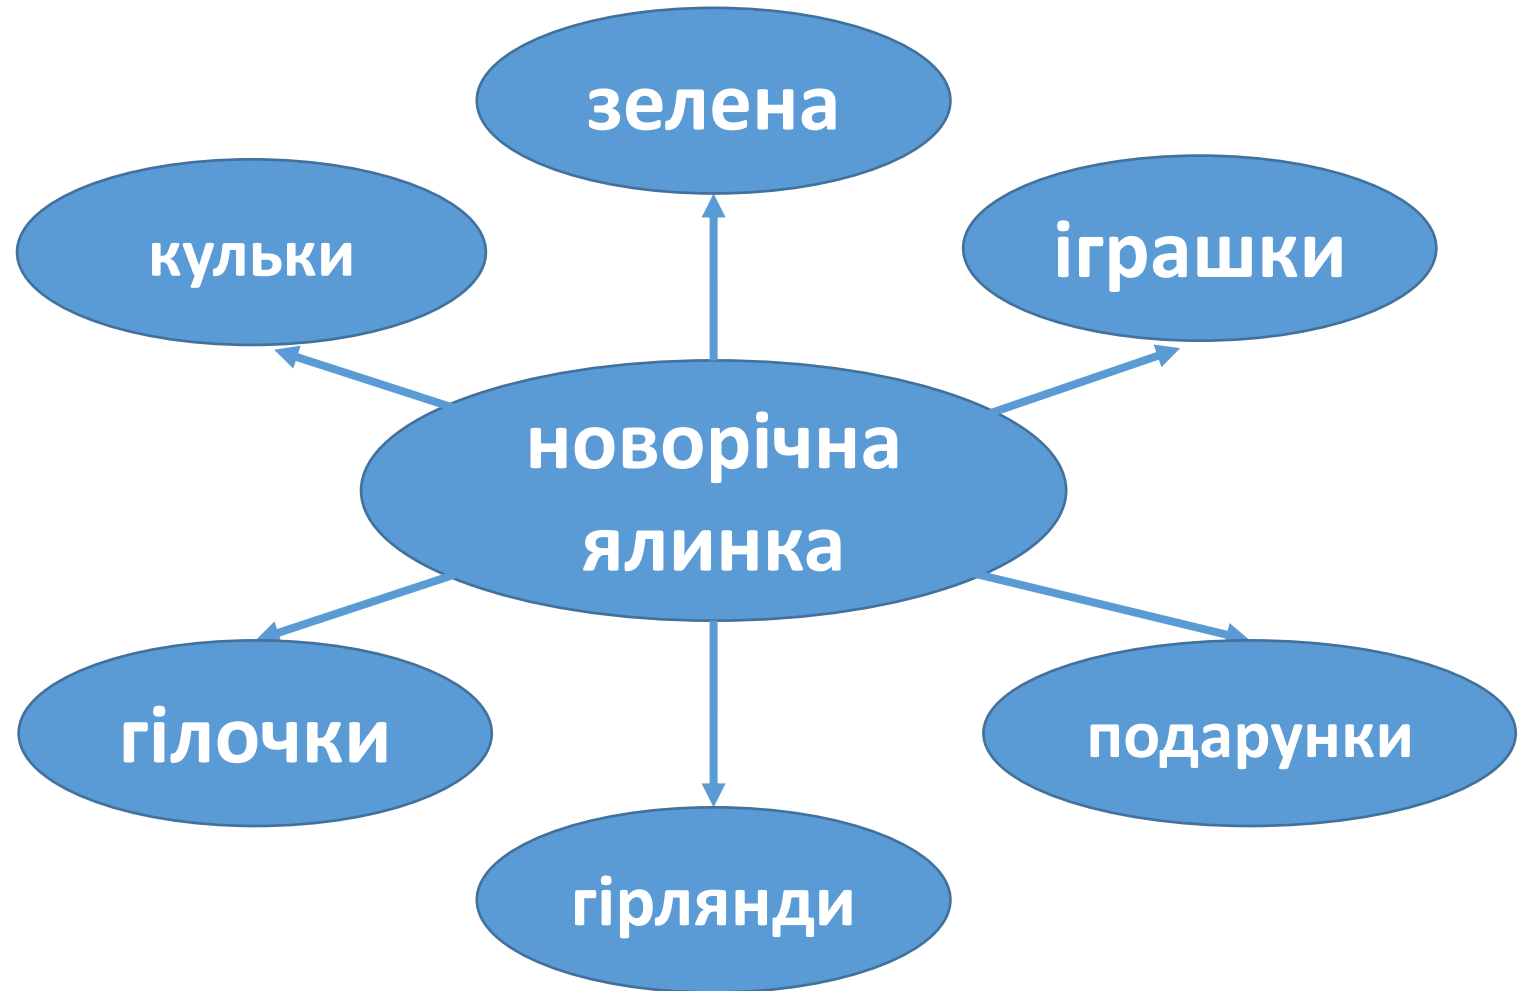 зелена
кульки
іграшки
новорічна
ялинка
гілочки
подарунки
гірлянди